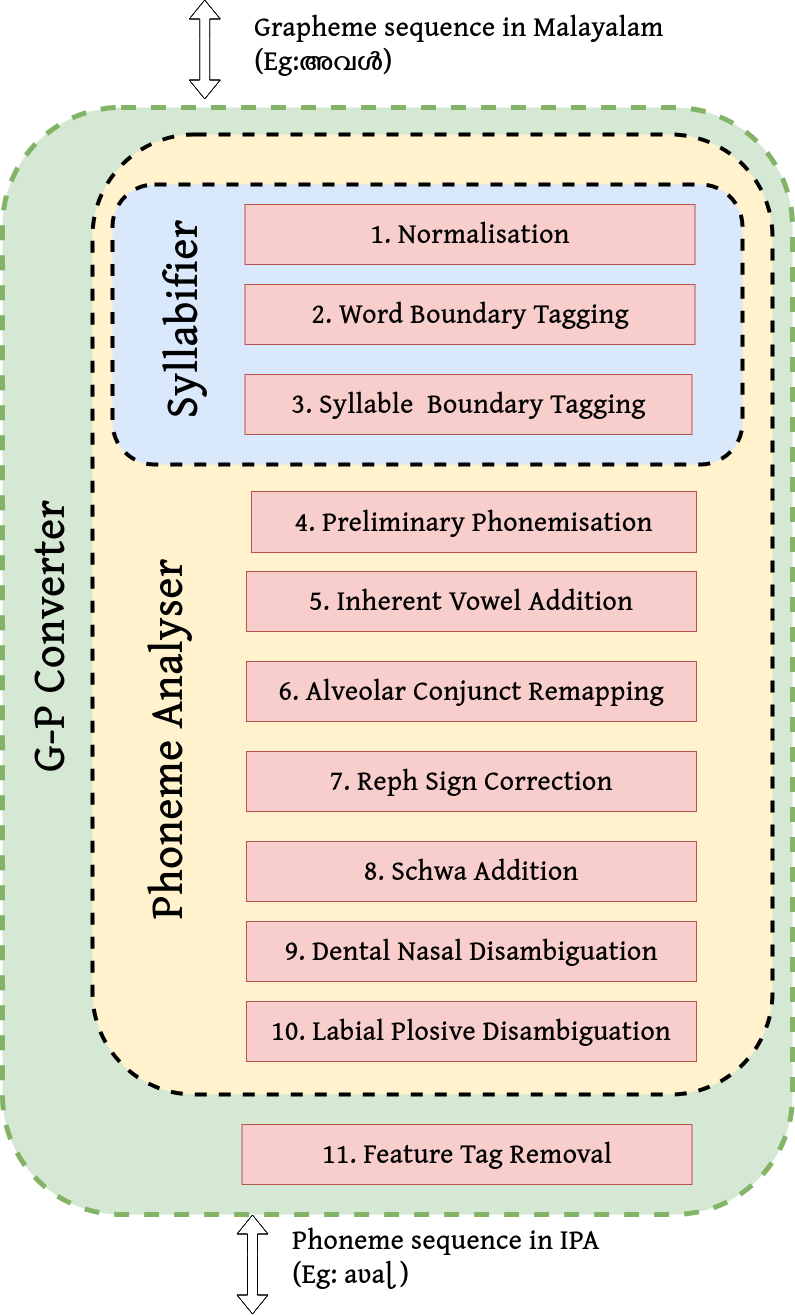 Grapheme sequence in Malayalam
(Eg:അവൾ)
Syllabifier
1. Normalisation
2. Word Boundary Tagging
3. Syllable Boundary Tagging
G-P Converter
Phoneme Analyser
4. Preliminary Phonemisation
5. Inherent Vowel Addition
6. Alveolar Conjunct Remapping
7. Reph Sign Correction
8. Schwa Addition
9. Dental Nasal Disambiguation
10. Labial Plosive Disambiguation
11. Feature Tag Removal
Phoneme sequence in IPA
(Eg: aʋaɭ )